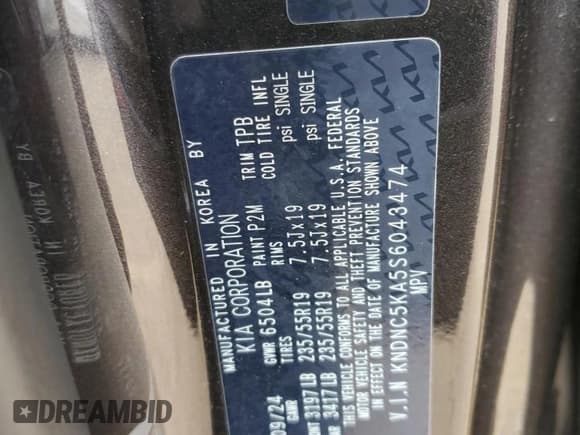 MANUFACTURED IN KOREA BY
KIA CORPORATION
09/24 GVWR 6504LB PAINT P2M TRIM TPB
TIRES RIMS COLD TIRE INFL
3197LB 235/55R19 7.5Jx19 psi SINGLE
3417LB 235/55R19 7.5Jx19 psi SINGLE
THIS VEHICLE CONFORMS TO ALL APPLICABLE U.S.A. FEDERAL
MOTOR VEHICLE SAFETY AND THEFT PREVENTION STANDARDS
IN EFFECT ON THE DATE OF MANUFACTURE SHOWN ABOVE
V.I.N KNDNC5KA5S6043474
MPV
DREAMBID